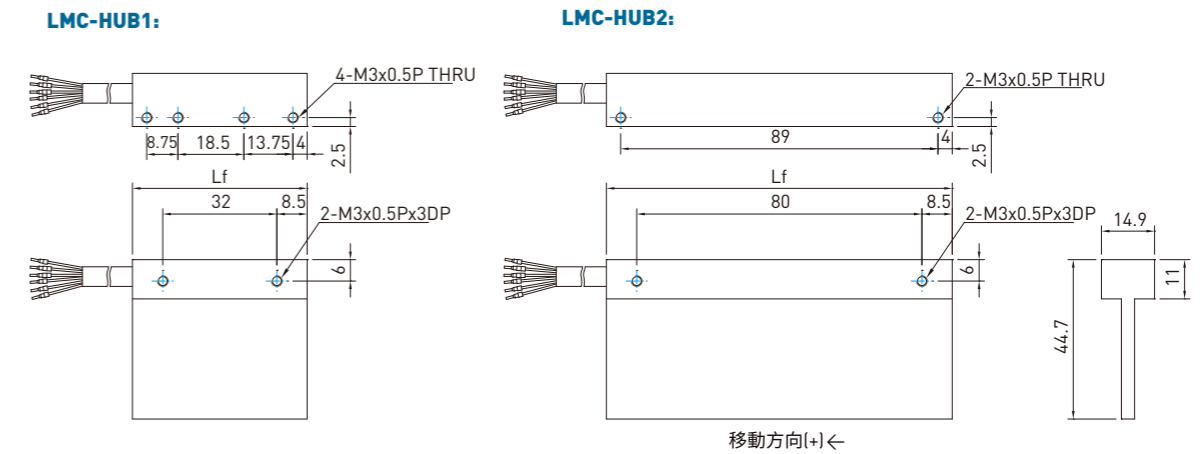 LMC-HUB1:
4-M3x0.5P THRU
8.75
18.5
13.75
4
2.5
Lf
32
8.5
2-M3x0.5Px3DP
6
LMC-HUB2:
2-M3x0.5P THRU
89
4
2.5
Lf
80
8.5
2-M3x0.5Px3DP
6
14.9
11
44.7
移動方向(+)←